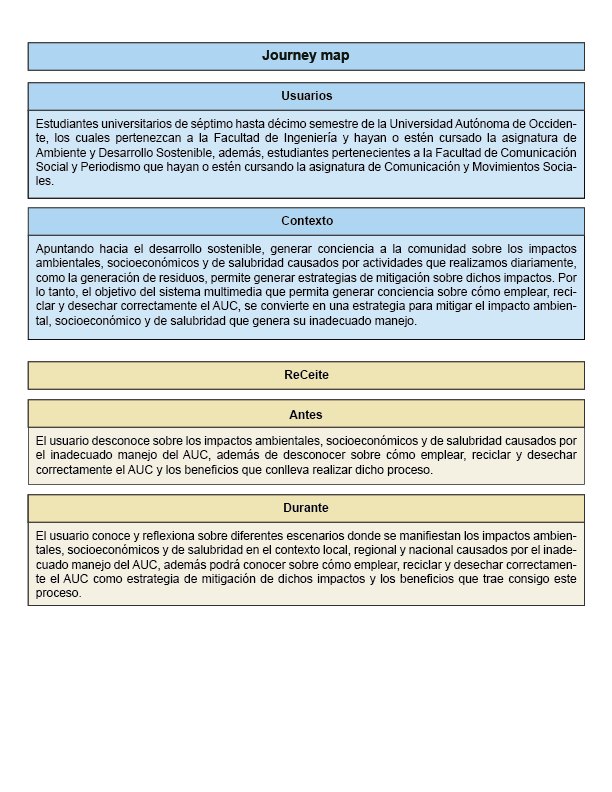 Journey map
Usuarios
Estudiantes universitarios de séptimo hasta décimo semestre de la Universidad Autónoma de Occiden-
te, los cuales pertenezcan a la Facultad de Ingeniería y hayan o estén cursado la asignatura de
Ambiente y Desarrollo Sostenible, además, estudiantes pertenecientes a la Facultad de Comunicación
Social y Periodismo que hayan o estén cursando la asignatura de Comunicación y Movimientos Socia-
les.
Contexto
Apuntando hacia el desarrollo sostenible, generar conciencia a la comunidad sobre los impactos
ambientales, socioeconómicos y de salubridad causados por actividades que realizamos diariamente,
como la generación de residuos, permite generar estrategias de mitigación sobre dichos impactos. Por
lo tanto, el objetivo del sistema multimedia que permita generar conciencia sobre cómo emplear, reci-
clar y desechar correctamente el AUC, se convierte en una estrategia para mitigar el impacto ambien-
tal, socioeconómico y de salubridad que genera su inadecuado manejo.
ReCeite
Antes
El usuario desconoce sobre los impactos ambientales, socioeconómicos y de salubridad causados por
el inadecuado manejo del AUC, además de desconocer sobre cómo emplear, reciclar y desechar
correctamente el AUC y los beneficios que conlleva realizar dicho proceso.
Durante
El usuario conoce y reflexiona sobre diferentes escenarios donde se manifiestan los impactos ambien-
tales, socioeconómicos y de salubridad en el contexto local, regional y nacional causados por el inade-
cuado manejo del AUC, además podrá conocer sobre cómo emplear, reciclar y desechar correctamen-
te el AUC como estrategia de mitigación de dichos impactos y los beneficios que trae consigo este
proceso.